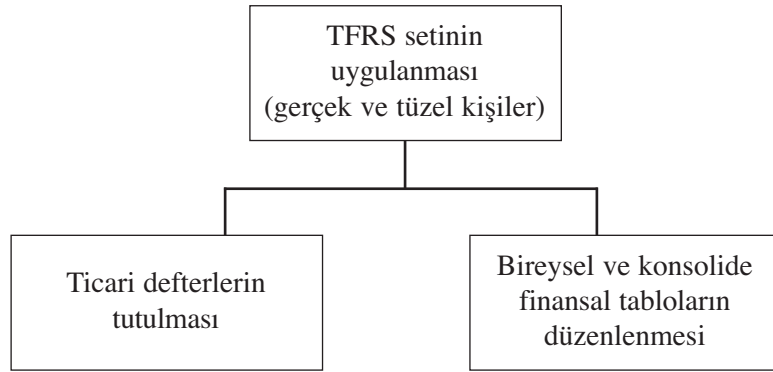 TFRS setinin
uygulanması
(gerçek ve tüzel kişiler)
Ticari defterlerin
tutulması
Bireysel ve konsolide
finansal tabloların
düzenlenmesi